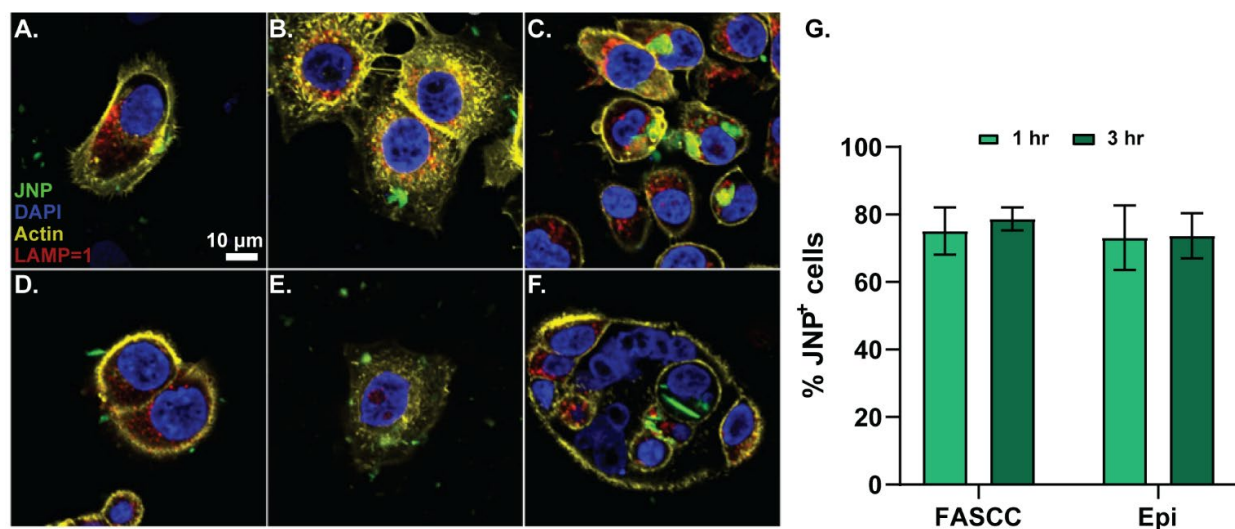 A.
B.
C.
G.
JNP
DAPI
Actin
LAMP=1
10 µm
D.
E.
F.
1 hr 3 hr
% JNP+ cells
100
80
60
40
20
0
FASCC Epi